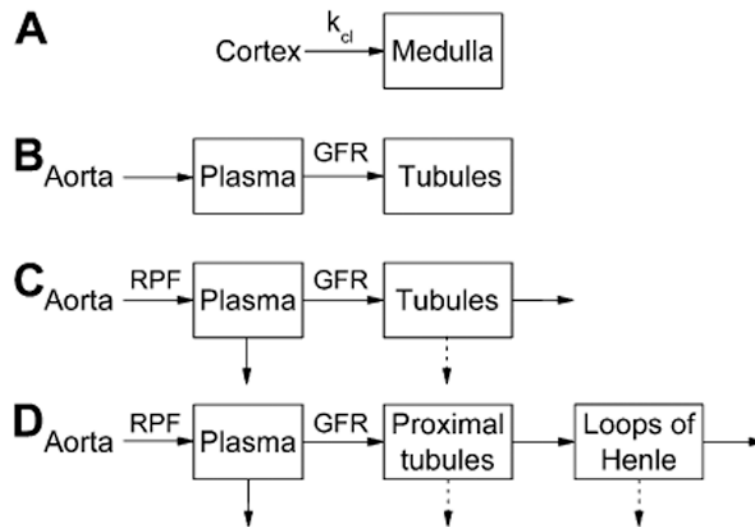 A
k_cl
Cortex Medulla
B
GFR
Aorta Plasma Tubules
C
RPF GFR
Aorta Plasma Tubules
D
RPF GFR
Aorta Plasma Proximal tubules Loops of Henle